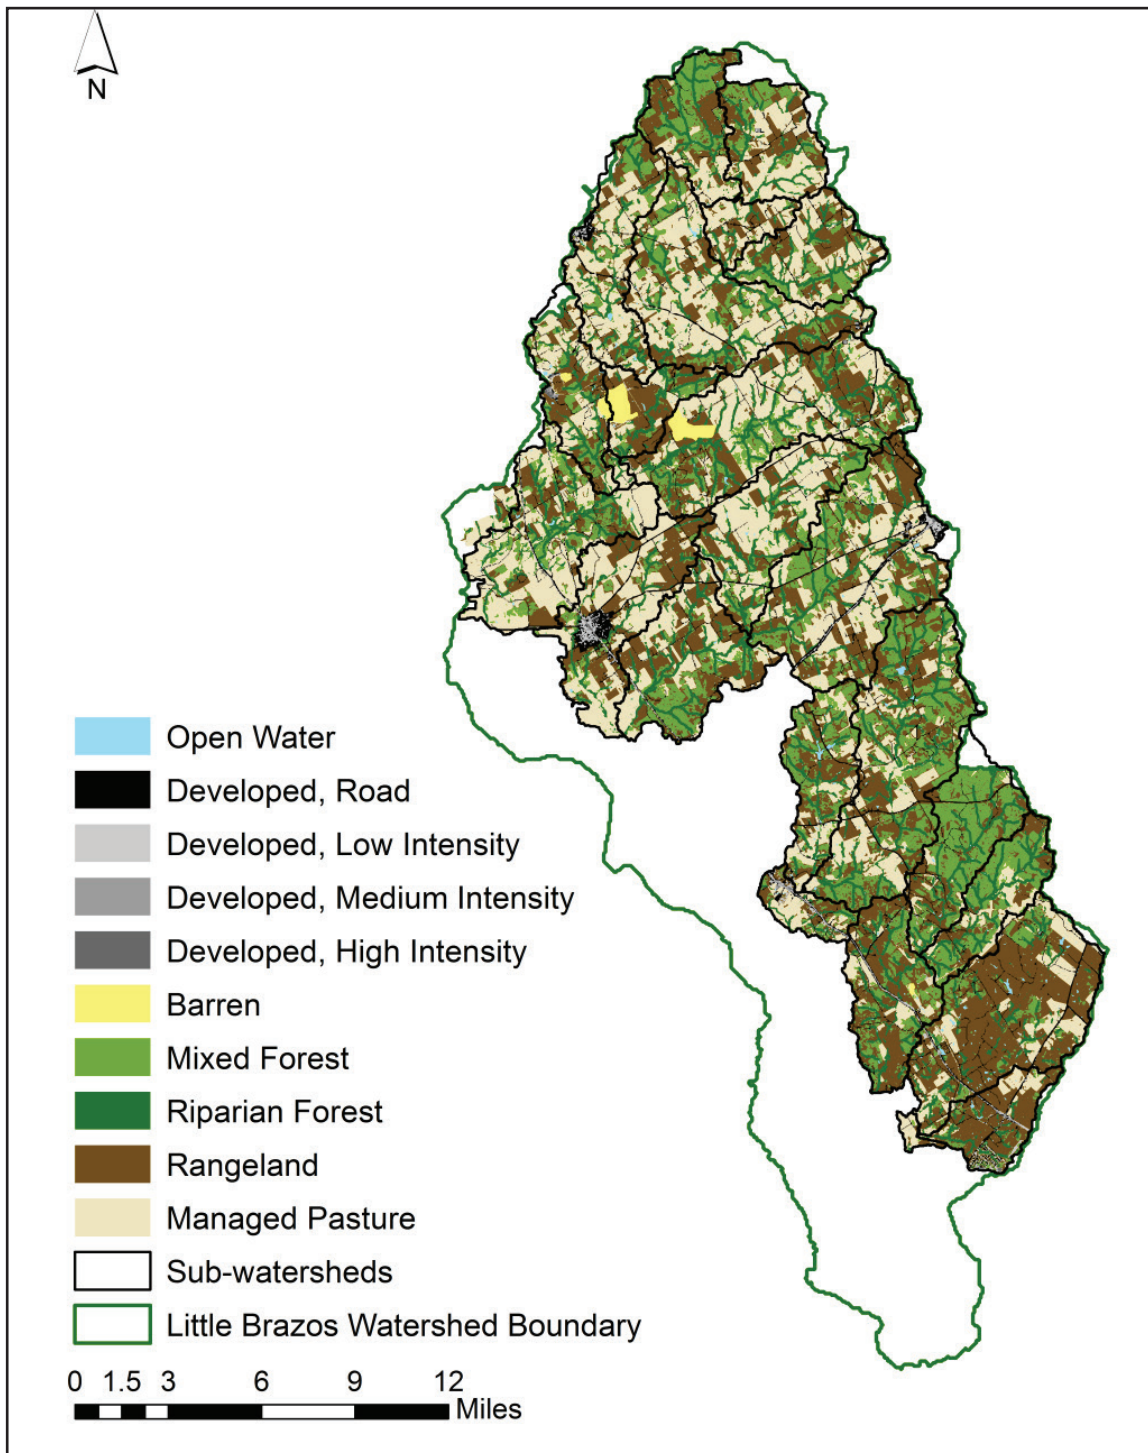 N
Open Water
Developed, Road
Developed, Low Intensity
Developed, Medium Intensity
Developed, High Intensity
Barren
Mixed Forest
Riparian Forest
Rangeland
Managed Pasture
Sub-watersheds
Little Brazos Watershed Boundary
0 1.5 3 6 9 12
Miles